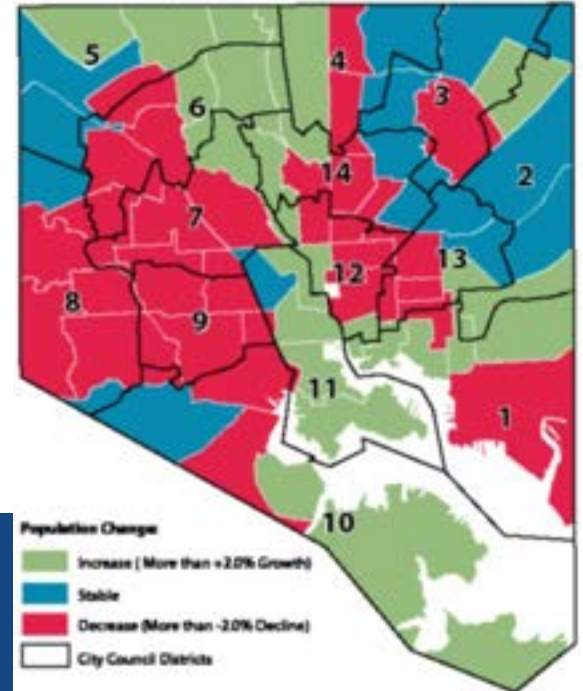 5
4
3
6
2
14
7
13
12
8
9
11
1
10
Population Change:
Increase ( More than +2.0% Growth)
Stable
Decrease (More than -2.0% Decline)
City Council Districts